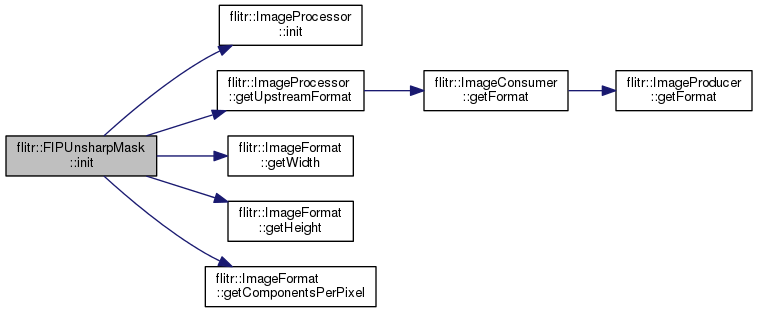 flitr::FIPUnsharpMask
::init
flitr::ImageProcessor
::init
flitr::ImageProcessor
::getUpstreamFormat
flitr::ImageConsumer
::getFormat
flitr::ImageProducer
::getFormat
flitr::ImageFormat
::getWidth
flitr::ImageFormat
::getHeight
flitr::ImageFormat
::getComponentsPerPixel